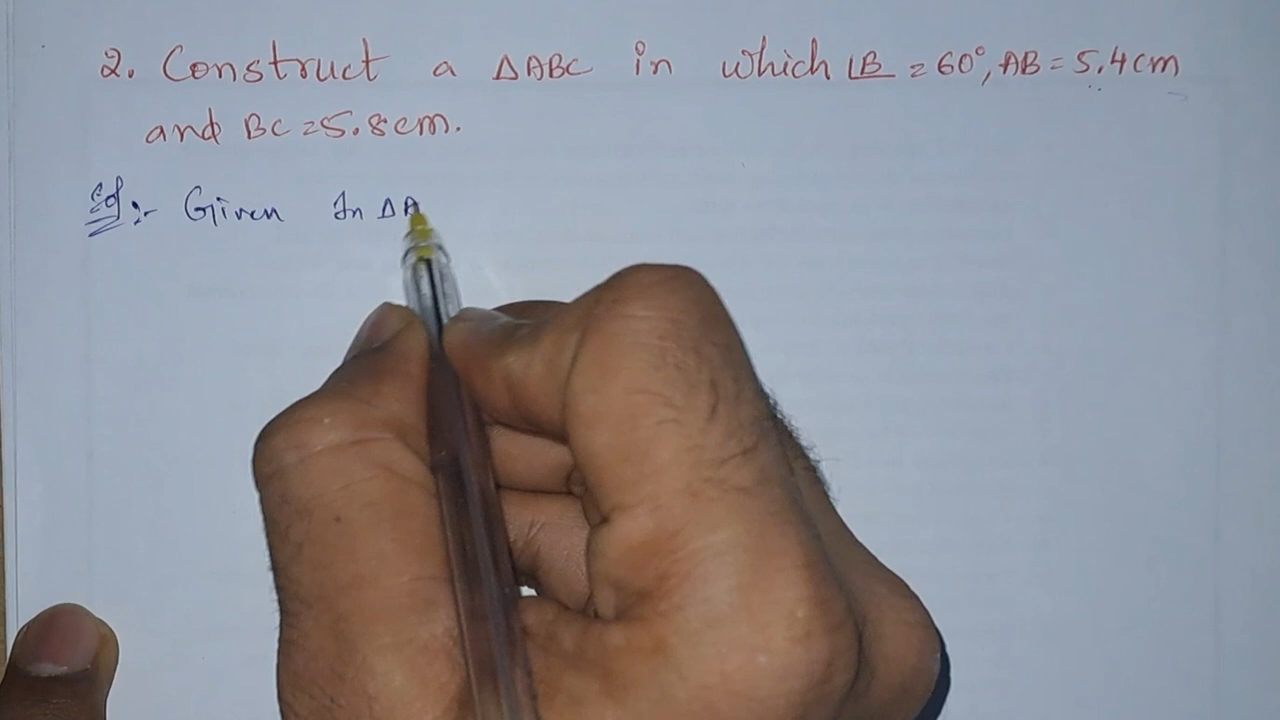 2. Construct a ΔABC in which ∠B = 60°, AB = 5.4cm
and BC = 5.8cm.
Sol:- Given In ΔA